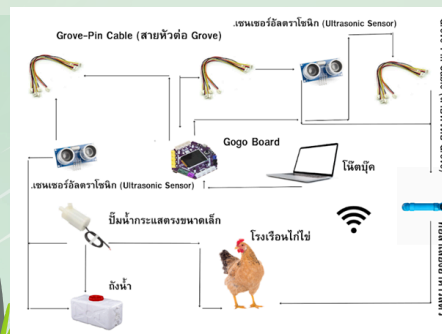 .เซนเซอร์อัลตราโซนิก (Ultrasonic Sensor)
Grove-Pin Cable (สายหัวต่อ Grove)
Gogo Board
โน๊ตบุ๊ค
.เซนเซอร์อัลตราโซนิก (Ultrasonic Sensor)
ปั๊มน้ำกระแสตรงขนาดเล็ก
โรงเรือนไก่ไข่
ถังน้ำ